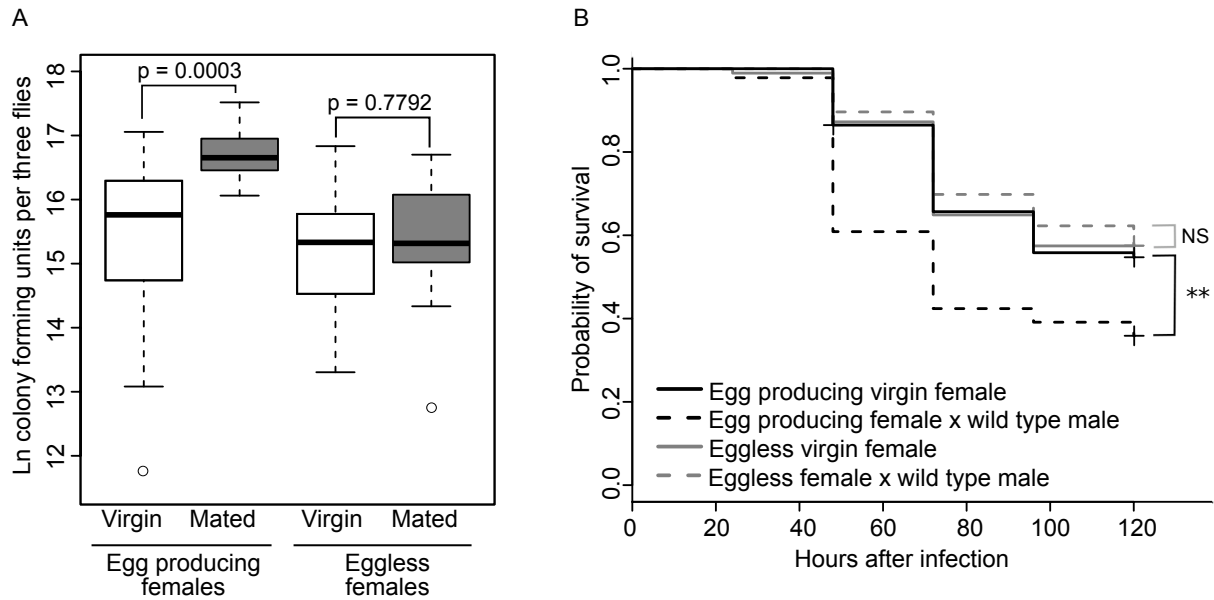 A
Ln colony forming units per three flies
18
17
16
15
14
13
12
p = 0.0003
p = 0.7792
Virgin
Mated
Virgin
Mated
Egg producing
females
Eggless
females
B
Probability of survival
1.0
0.8
0.6
0.4
0.2
0.0
NS
**
Egg producing virgin female
Egg producing female x wild type male
Eggless virgin female
Eggless female x wild type male
0
20
40
60
80
100
120
Hours after infection